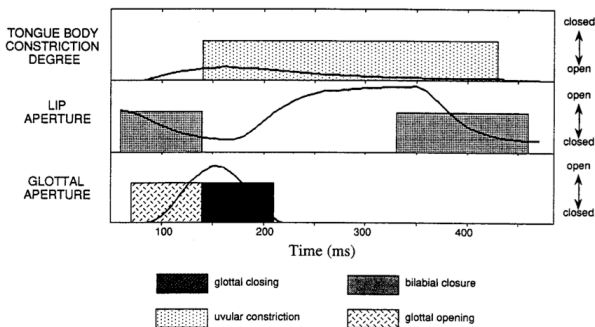 TONGUE BODY
CONSTRICTION
DEGREE
closed
open
LIP
APERTURE
open
closed
GLOTTAL
APERTURE
open
closed
100 200 300 400
Time (ms)
glottal closing
bilabial closure
uvular constriction
glottal opening